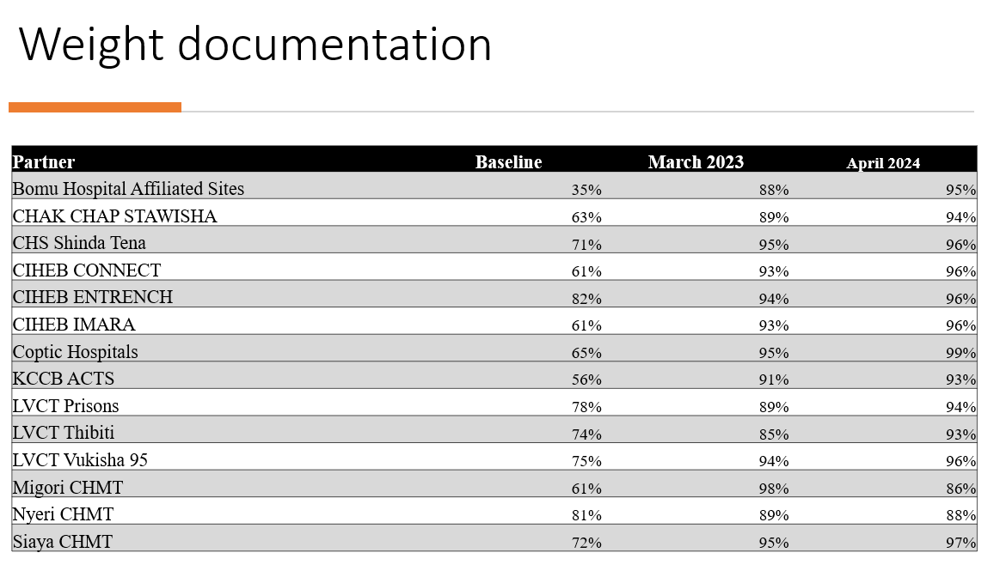 Weight documentation
Partner Baseline March 2023 April 2024
Bomu Hospital Affiliated Sites 35% 88% 95%
CHAK CHAP STAWISHA 63% 89% 94%
CHS Shinda Tena 71% 95% 96%
CIHEB CONNECT 61% 93% 96%
CIHEB ENTRENCH 82% 94% 96%
CIHEB IMARA 61% 93% 96%
Coptic Hospitals 65% 95% 99%
KCCB ACTS 56% 91% 93%
LVCT Prisons 78% 89% 94%
LVCT Thibiti 74% 85% 93%
LVCT Vukisha 95 75% 94% 96%
Migori CHMT 61% 98% 86%
Nyeri CHMT 81% 89% 88%
Siaya CHMT 72% 95% 97%